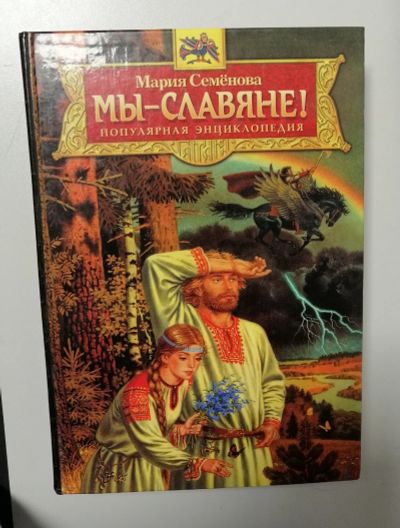 Мария Семёнова
МЫ-СЛАВЯНЕ!
ПОПУЛЯРНАЯ ЭНЦИКЛОПЕДИЯ